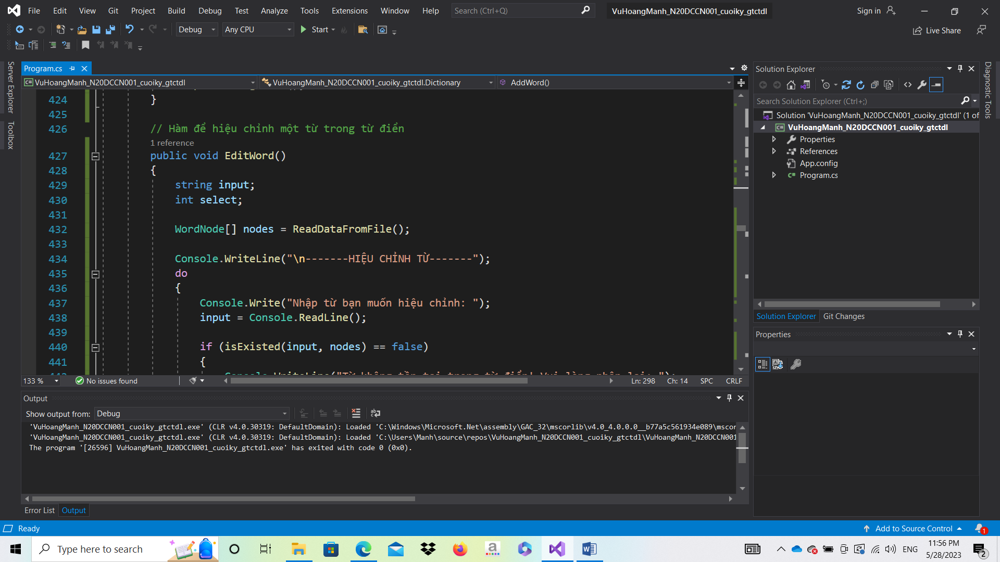 File Edit View Git Project Build Debug Test Analyze Tools Extensions Window Help Search (Ctrl+Q) VuHoangManh_N20DCCN001_cuoiky_gtctdl Sign in
Debug Any CPU Start Live Share
Server Explorer
Toolbox
Program.cs
VuHoangManh_N20DCCN001_cuoiky_gtctdl VuHoangManh_N20DCCN001_cuoiky_gtctdl.Dictionary AddWord()
424 }
425
426 // Hàm để hiệu chỉnh một từ trong từ điển
1 reference
427 public void EditWord()
428 {
429 string input;
430 int select;
431
432 WordNode[] nodes = ReadDataFromFile();
433
434 Console.WriteLine("\n-------HIỆU CHỈNH TỪ-------");
435 do
436 {
437 Console.Write("Nhập từ bạn muốn hiệu chỉnh: ");
438 input = Console.ReadLine();
439
440 if (isExisted(input, nodes) == false)
441 {
133 % No issues found Ln: 298 Ch: 14 SPC CRLF
Output
Show output from: Debug
'VuHoangManh_N20DCCN001_cuoiky_gtctdl.exe' (CLR v4.0.30319: DefaultDomain): Loaded 'C:\Windows\Microsoft.Net\assembly\GAC_32\mscorlib\v4.0_4.0.0.0__b77a5c561934e089\mscor
'VuHoangManh_N20DCCN001_cuoiky_gtctdl.exe' (CLR v4.0.30319: DefaultDomain): Loaded 'C:\Users\Manh\source\repos\VuHoangManh_N20DCCN001_cuoiky_gtctdl\VuHoangManh_N20DCCN001
The program '[26596] VuHoangManh_N20DCCN001_cuoiky_gtctdl.exe' has exited with code 0 (0x0).
Error List Output
Solution Explorer
Search Solution Explorer (Ctrl+;)
Solution 'VuHoangManh_N20DCCN001_cuoiky_gtctdl' (1 of
VuHoangManh_N20DCCN001_cuoiky_gtctdl
Properties
References
App.config
Program.cs
Solution Explorer Git Changes
Properties
Diagnostic Tools
Ready Add to Source Control 1
Type here to search ENG 11:56 PM
5/28/2023 2